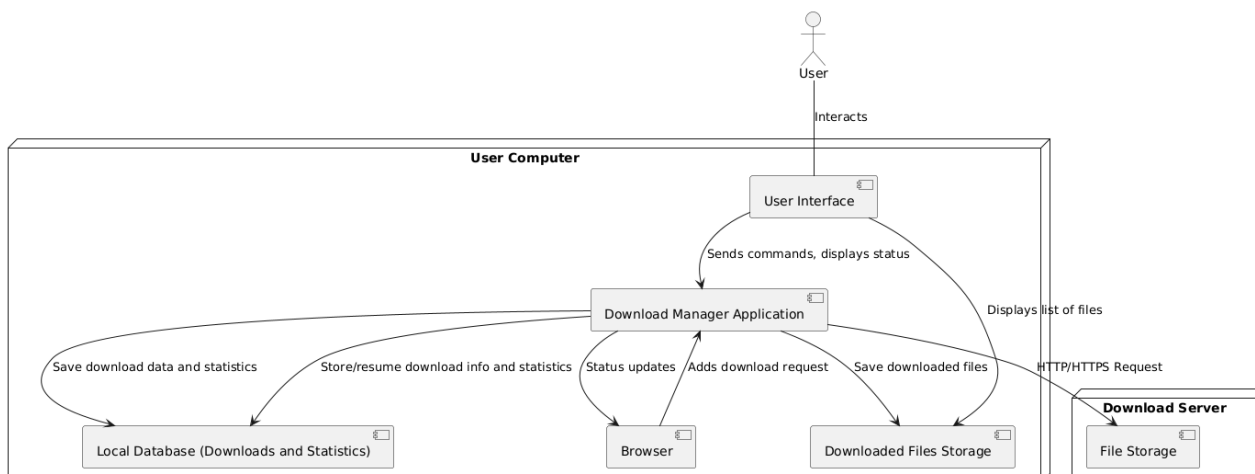 User
Interacts
User Computer
User Interface
Sends commands, displays status
Displays list of files
Download Manager Application
Save download data and statistics
Store/resume download info and statistics
Status updates
Adds download request
Save downloaded files
HTTP/HTTPS Request
Download Server
Local Database (Downloads and Statistics)
Browser
Downloaded Files Storage
File Storage